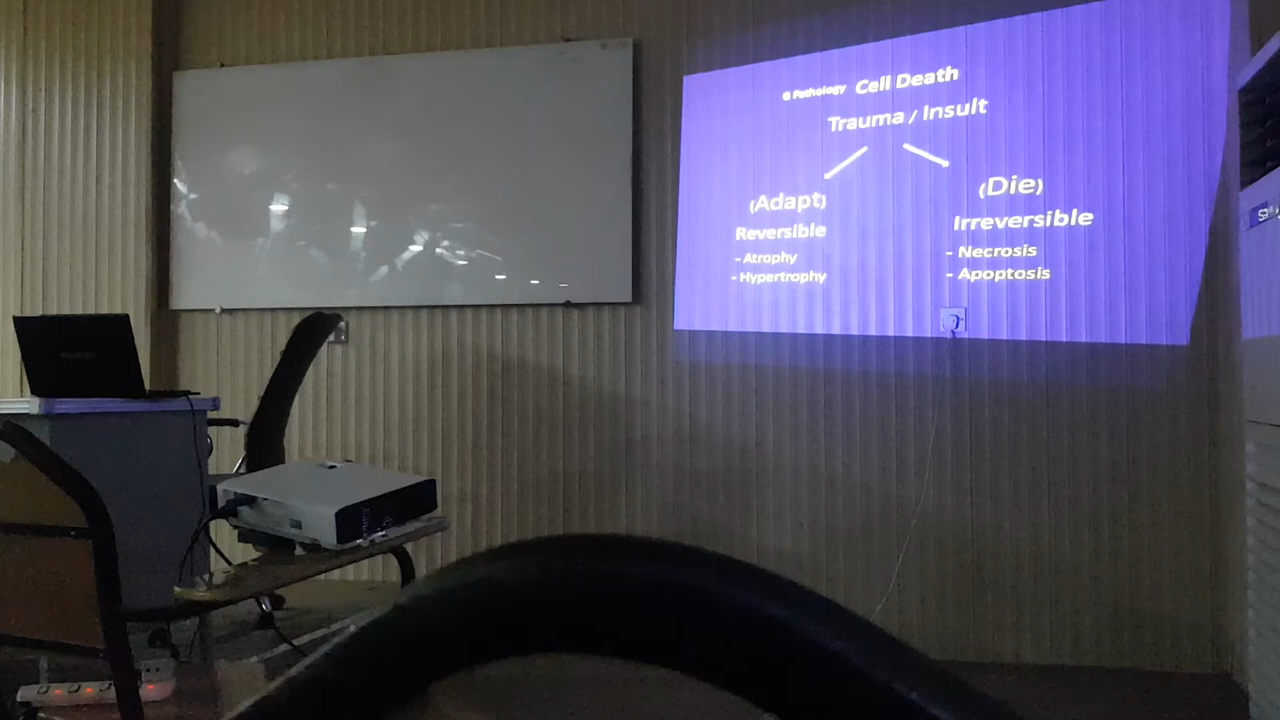 G Pathology Cell Death
Trauma / Insult
(Adapt)
Reversible
- Atrophy
- Hypertrophy
(Die)
Irreversible
- Necrosis
- Apoptosis